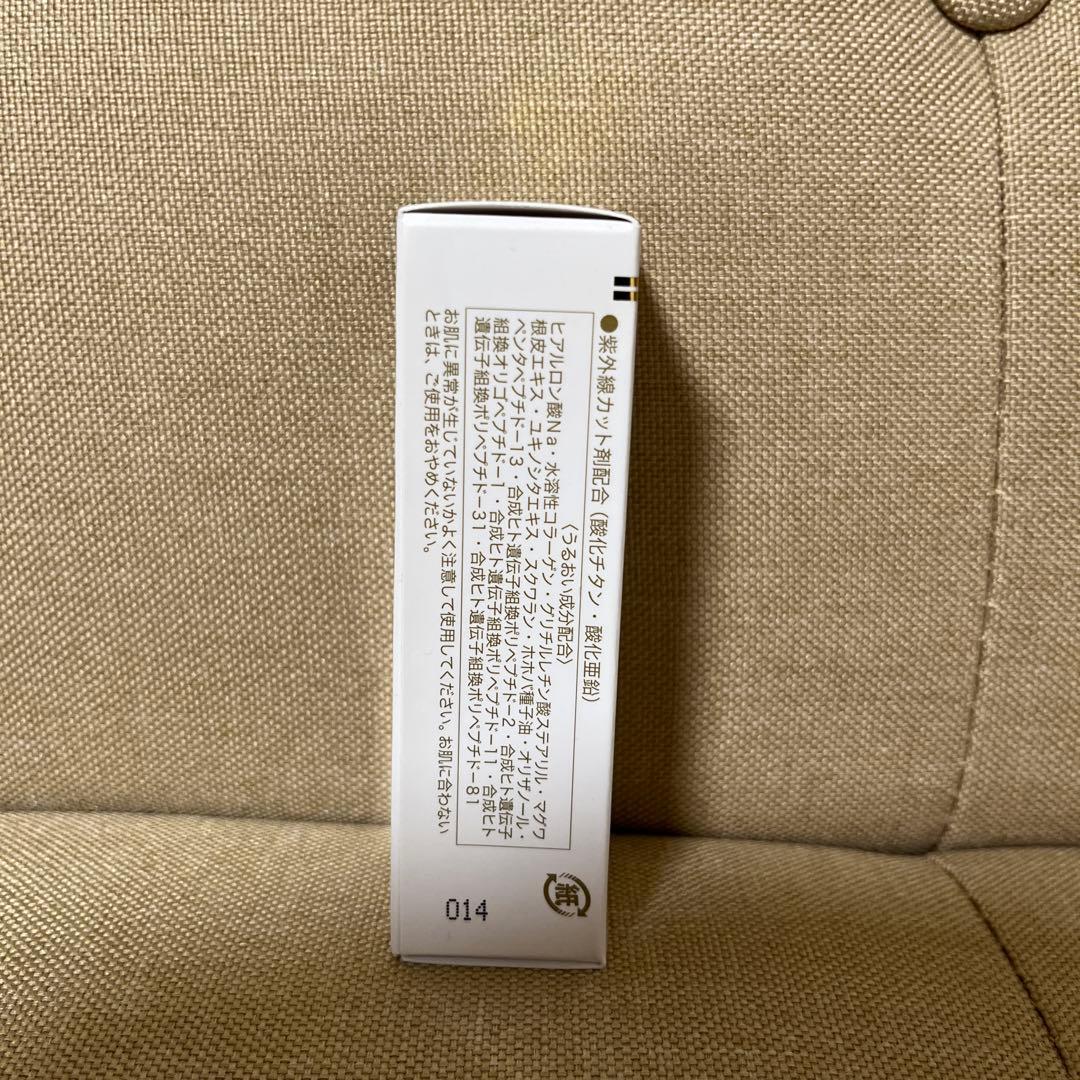 ●紫外線カット剤配合（酸化チタン・酸化亜鉛）
〈うるおい成分配合〉
ヒアルロン酸Na・水溶性コラーゲン・グリチルレチン酸ステアリル・マグワ
根皮エキス・ユキノシタエキス・スクワラン・ホホバ種子油・オリザノール・
ペンタペプチド-13・合成ヒト遺伝子組換ポリペプチド-2・合成ヒト遺伝子
組換オリゴペプチド-1・合成ヒト遺伝子組換ポリペプチド-11・合成ヒト
遺伝子組換ポリペプチド-31・合成ヒト遺伝子組換ポリペプチド-81
お肌に異常が生じていないかよく注意して使用してください。お肌に合わない
ときは、ご使用をおやめください。
紙
014